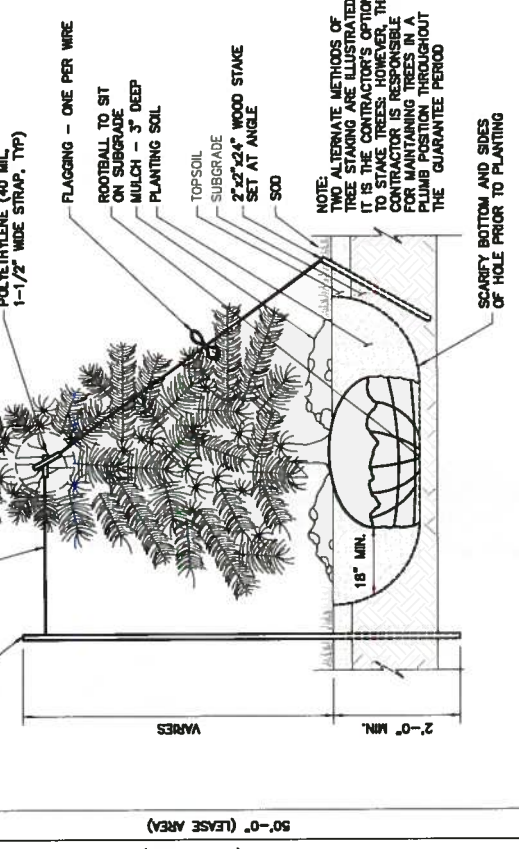 POLYETHYLENE (40 MIL,
1-1/2" WIDE STRAP, TYP)
FLAGGING - ONE PER WIRE
ROOTBALL TO SIT
ON SUBGRADE
MULCH - 3" DEEP
PLANTING SOIL
TOPSOIL
SUBGRADE
2"x2"x24" WOOD STAKE
SET AT ANGLE
SOD
NOTE:
TWO ALTERNATE METHODS OF
TREE STAKING ARE ILLUSTRATED
IT IS THE CONTRACTOR'S OPTION
TO STAKE TREES: HOWEVER, TH
CONTRACTOR IS RESPONSIBLE
FOR MAINTAINING TREES IN A
PLUMB POSITION THROUGHOUT
THE GUARANTEE PERIOD
SCARIFY BOTTOM AND SIDES
OF HOLE PRIOR TO PLANTING
18" MIN.
VARIES
2'-0" MIN.
50'-0" (LEASE AREA)